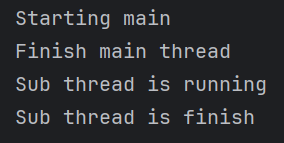 Starting main
Finish main thread
Sub thread is running
Sub thread is finish